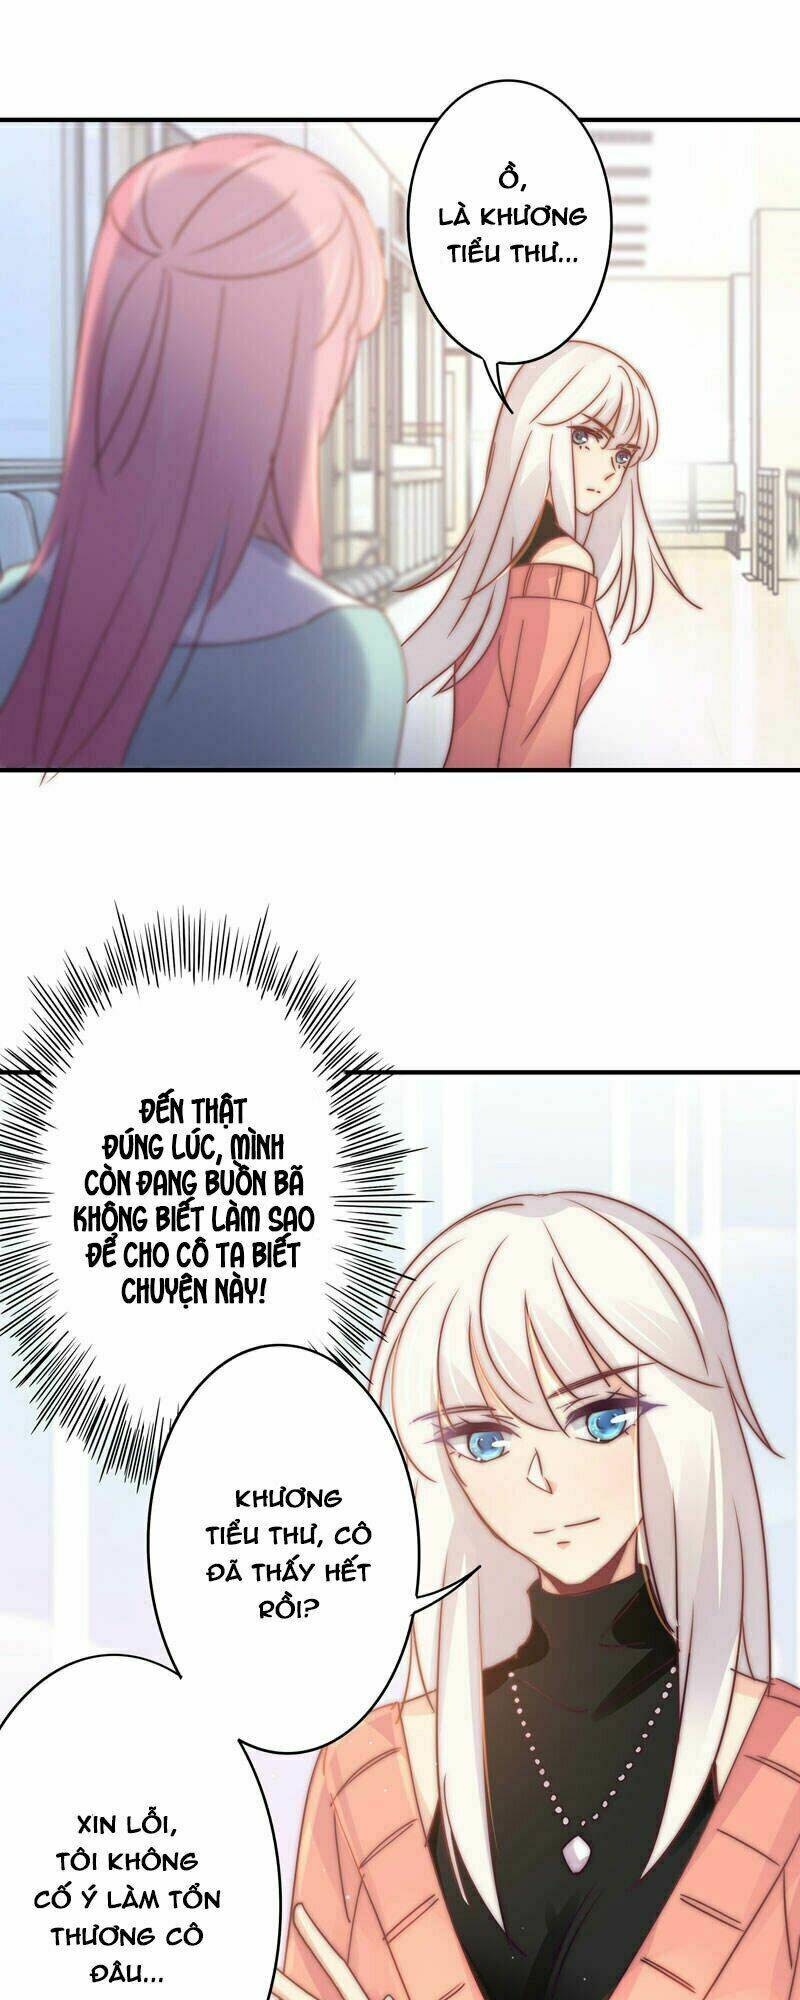 Ồ,
LÀ KHƯƠNG
TIỂU THƯ...
ĐẾN THẬT
ĐÚNG LÚC, MÌNH
CÒN ĐANG BUỒN BÃ
KHÔNG BIẾT LÀM SAO
ĐỂ CHO CÔ TA BIẾT
CHUYỆN NÀY!
KHƯƠNG
TIỂU THƯ, CÔ
ĐÃ THẤY HẾT
RỒI?
XIN LỖI,
TÔI KHÔNG
CỐ Ý LÀM TỔN
THƯƠNG CÔ
ĐÂU...